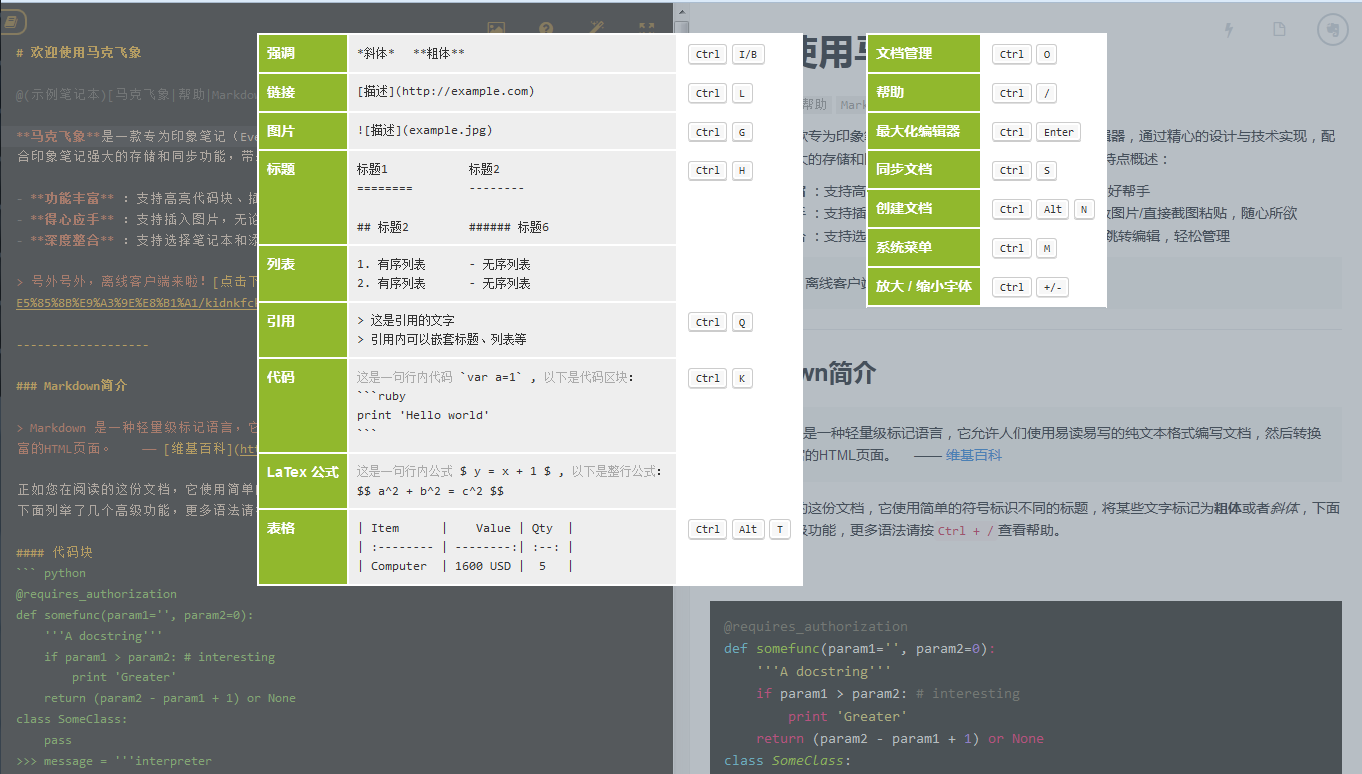 # 欢迎使用马克飞象
@(示例笔记本)[马克飞象|帮助|Markdo
**马克飞象**是一款专为印象笔记（Eve
合印象笔记强大的存储和同步功能，带
- **功能丰富** ：支持高亮代码块、
- **得心应手** ：支持插入图片，无论
- **深度整合** ：支持选择笔记本和添
> 号外号外，离线客户端来啦！[点击下
E5%85%8B%E9%A3%9E%E8%B1%A1/kidnkfck
-------------------
### Markdown简介
> Markdown 是一种轻量级标记语言，它
富的HTML页面。 —— [维基百科](htt
正如您在阅读的这份文档，它使用简单的
下面列举了几个高级功能，更多语法请
#### 代码块
``` python
@requires_authorization
def somefunc(param1='', param2=0):
'''A docstring'''
if param1 > param2: # interesting
print 'Greater'
return (param2 - param1 + 1) or None
class SomeClass:
pass
>>> message = '''interpreter
强调 *斜体* **粗体** Ctrl I/B
链接 [描述](http://example.com) Ctrl L
图片 ![描述](example.jpg) Ctrl G
标题 标题1 标题2 Ctrl H
======== --------
## 标题2 ###### 标题6
列表 1. 有序列表 - 无序列表
2. 有序列表 - 无序列表
引用 > 这是引用的文字 Ctrl Q
> 引用内可以嵌套标题、列表等
代码 这是一句行内代码 `var a=1` , 以下是代码区块: Ctrl K
```ruby
print 'Hello world'
```
LaTex 公式 这是一句行内公式 $ y = x + 1 $ , 以下是整行公式:
$$ a^2 + b^2 = c^2 $$
表格 | Item | Value | Qty | Ctrl Alt T
| :-------- | --------:| :--: |
| Computer | 1600 USD | 5 |
文档管理 Ctrl O
帮助 Ctrl /
最大化编辑器 Ctrl Enter
同步文档 Ctrl S
创建文档 Ctrl Alt N
系统菜单 Ctrl M
放大 / 缩小字体 Ctrl +/-
使用马
帮助 Mark
款专为印象 辑器，通过精心的设计与技术实现，配
大的存储和 特点概述：
：支持高 好帮手
：支持插 图片/直接截图粘贴，随心所欲
：支持选 跳转编辑，轻松管理
离线客户
wn简介
是一种轻量级标记语言，它允许人们使用易读易写的纯文本格式编写文档，然后转换
的HTML页面。 —— 维基百科
的这份文档，它使用简单的符号标识不同的标题，将某些文字标记为粗体或者斜体，下面
级功能，更多语法请按 Ctrl + / 查看帮助。
@requires_authorization
def somefunc(param1='', param2=0):
'''A docstring'''
if param1 > param2: # interesting
print 'Greater'
return (param2 - param1 + 1) or None
class SomeClass: